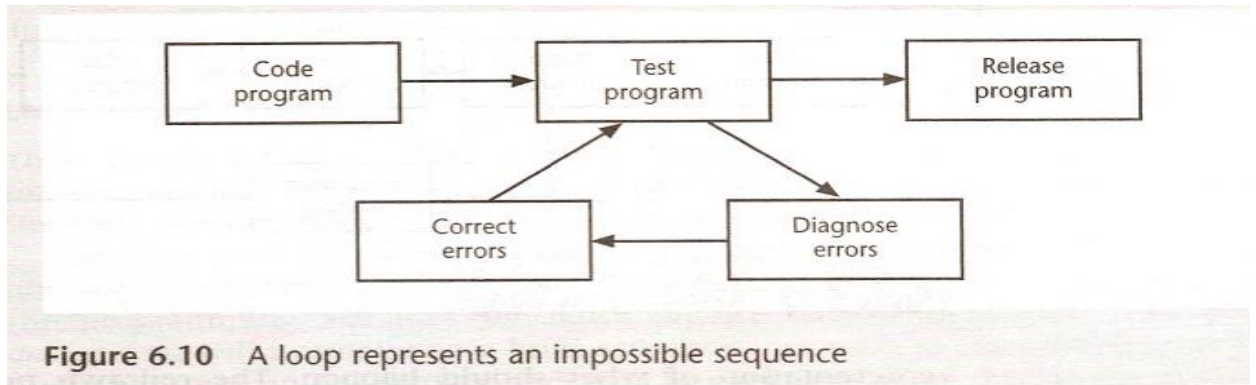 Code
program
Test
program
Release
program
Correct
errors
Diagnose
errors
Figure 6.10 A loop represents an impossible sequence